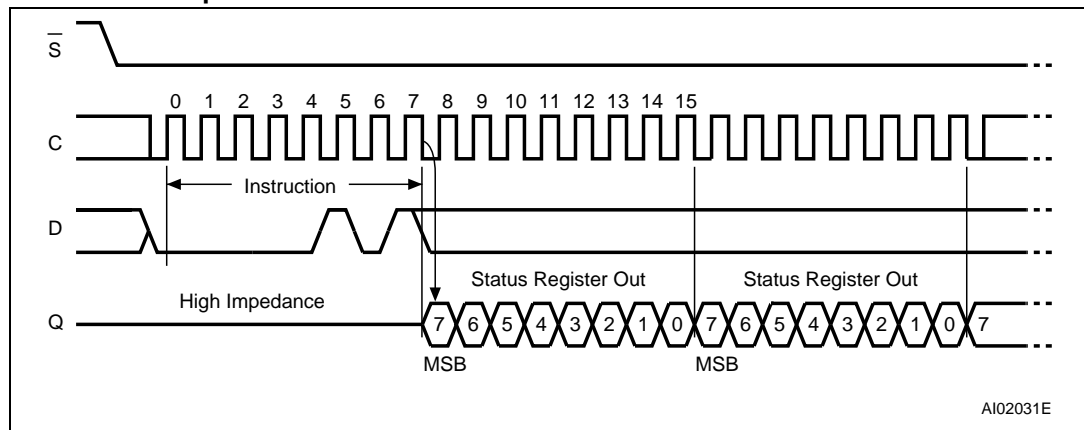 S
0 1 2 3 4 5 6 7 8 9 10 11 12 13 14 15
C
Instruction
D
Status Register Out Status Register Out
High Impedance
Q 7 6 5 4 3 2 1 0 7 6 5 4 3 2 1 0 7
MSB MSB
AI02031E